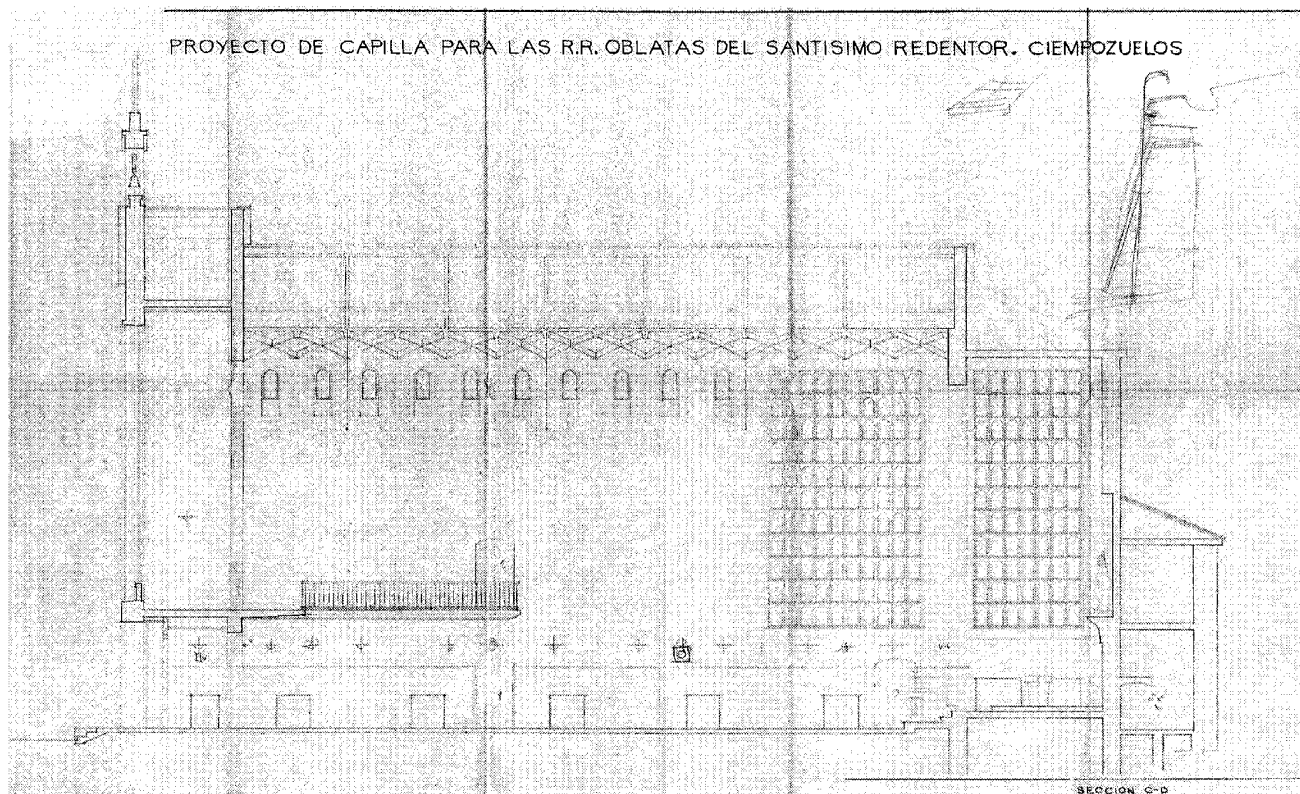 PROYECTO DE CAPILLA PARA LAS R.R. OBLATAS DEL SANTISIMO REDENTOR. CIEMPOZUELOS
SECCION C-D